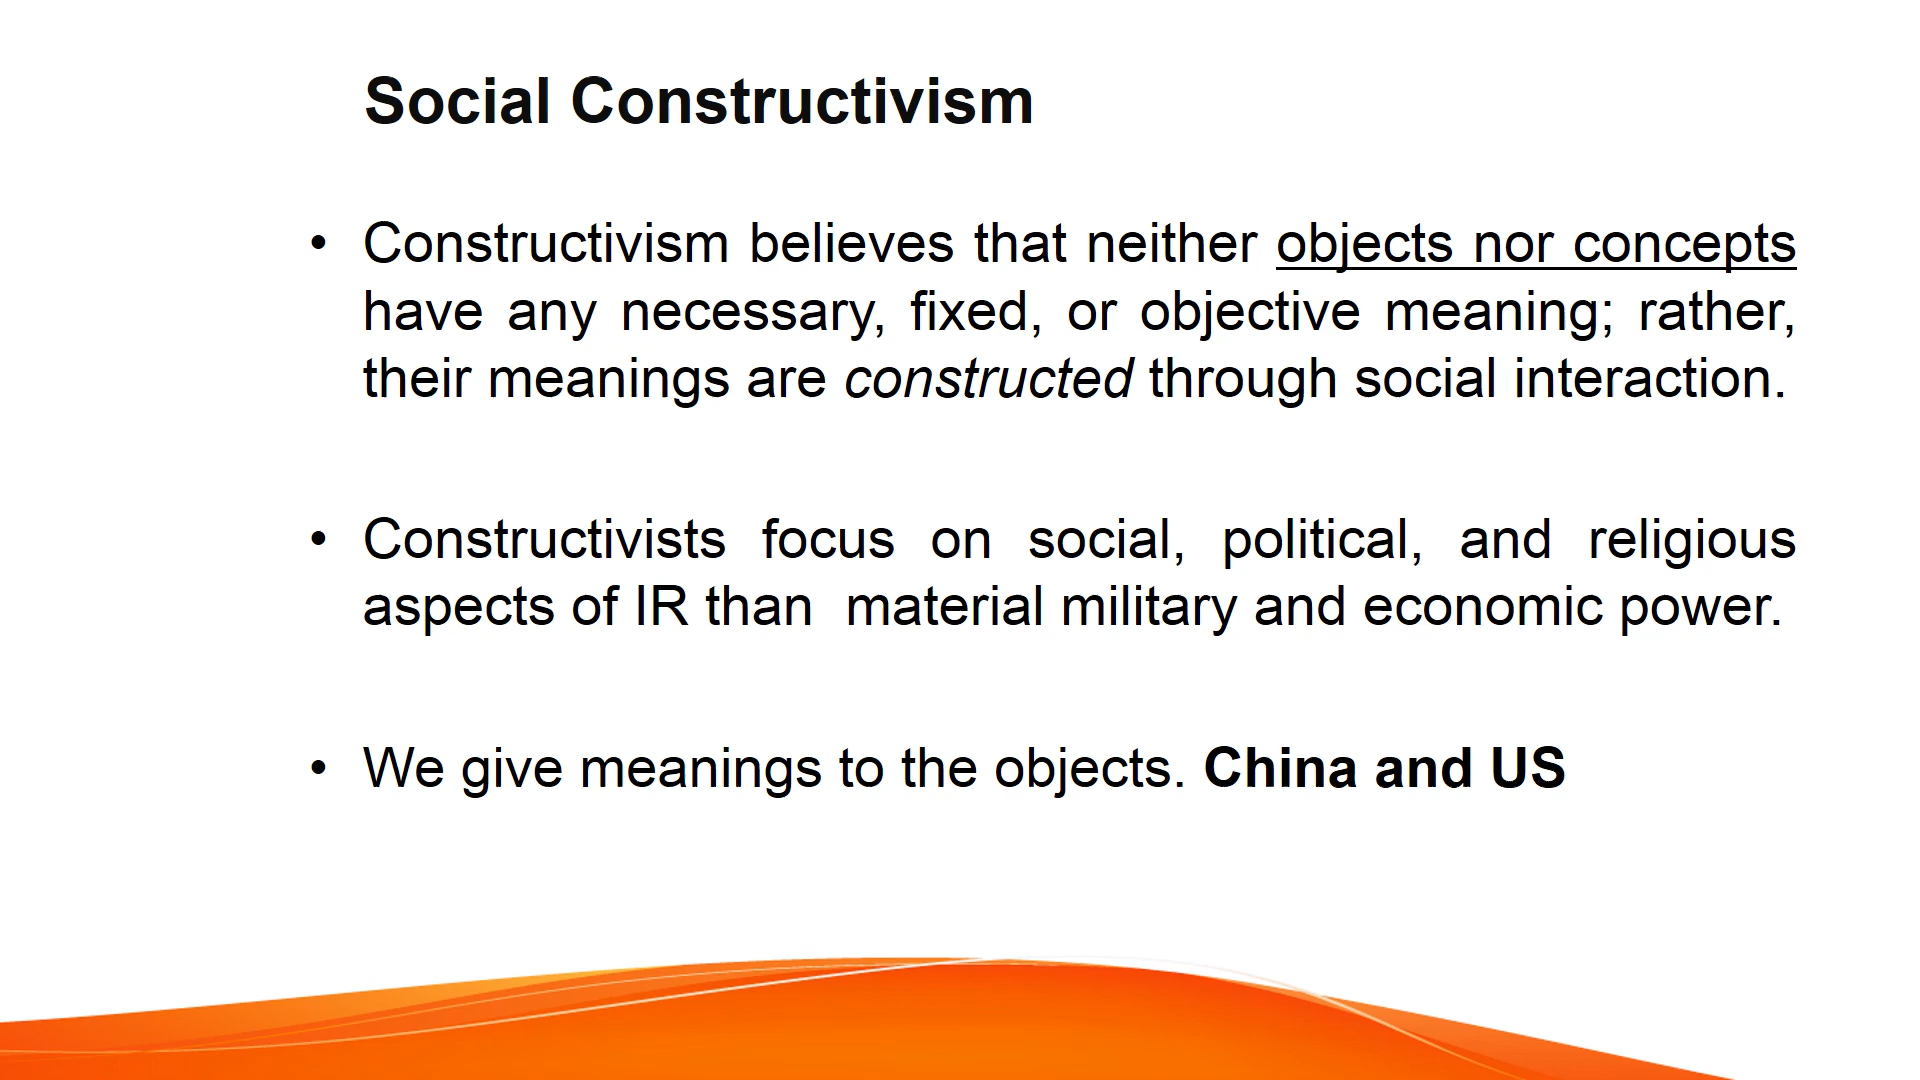 Social Constructivism
• Constructivism believes that neither objects nor concepts
have any necessary, fixed, or objective meaning; rather,
their meanings are constructed through social interaction.
• Constructivists focus on social, political, and religious
aspects of IR than  material military and economic power.
• We give meanings to the objects. China and US